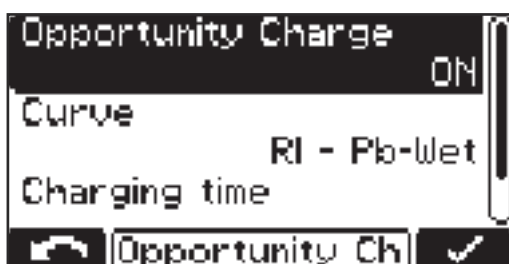 Opportunity Charge
ON
Curve
RI - Pb-Wet
Charging time
Opportunity Ch